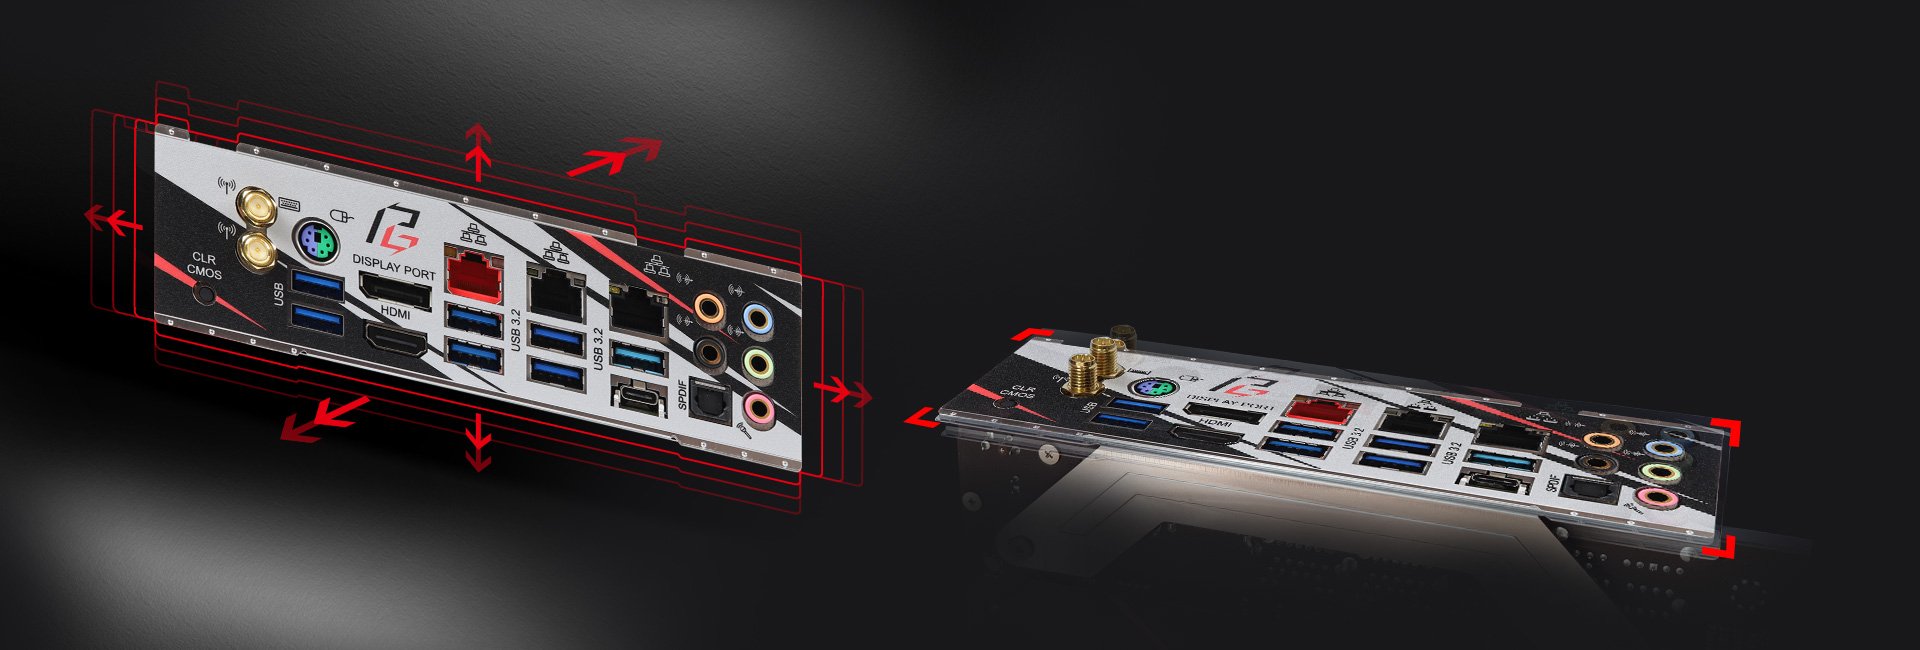 CLR
CMOS
USB
DISPLAY PORT
HDMI
USB 3.2
USB 3.2
SPDIF
CLR
CMOS
USB
DISPLAY PORT
HDMI
USB 3.2
USB 3.2
SPDIF